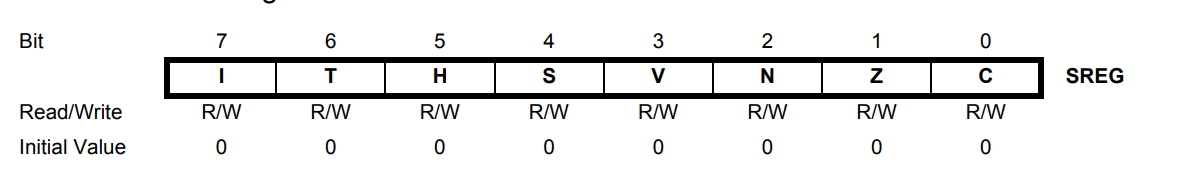 Bit 7 6 5 4 3 2 1 0
I T H S V N Z C SREG
Read/Write R/W R/W R/W R/W R/W R/W R/W R/W
Initial Value 0 0 0 0 0 0 0 0